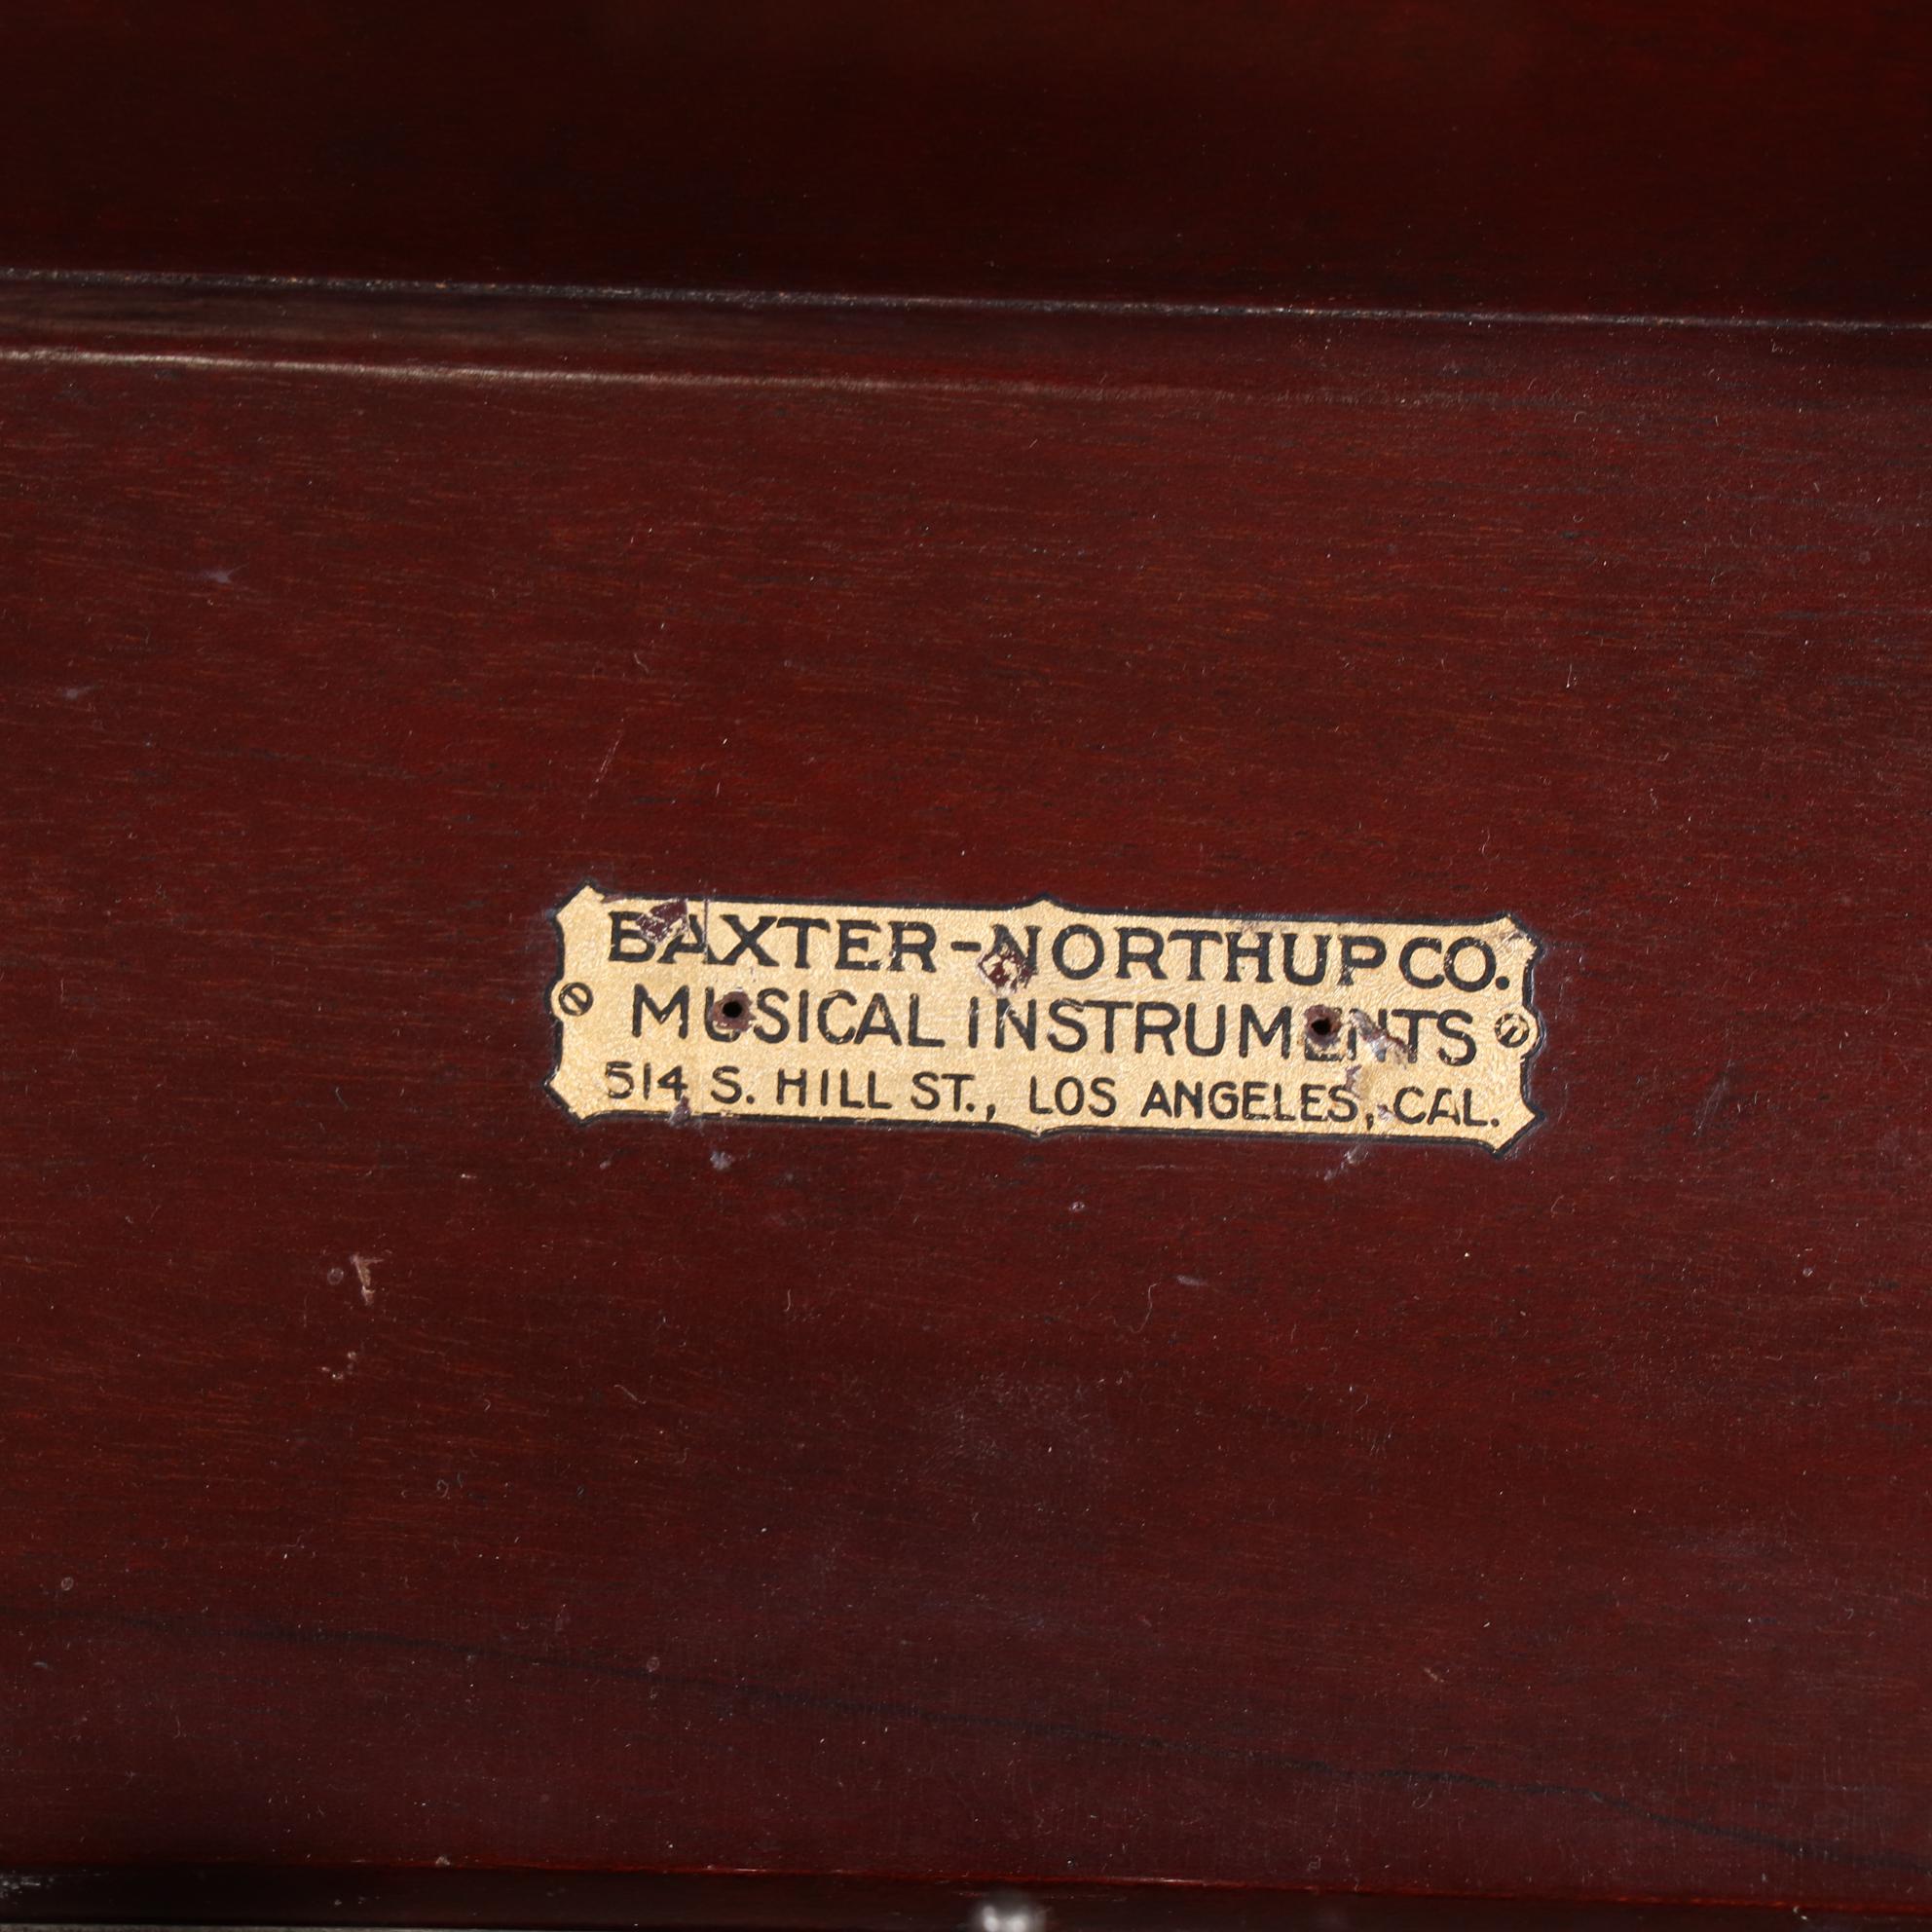 BAXTER-NORTHUP CO.
MUSICAL INSTRUMENTS
514 S. HILL ST., LOS ANGELES, CAL.